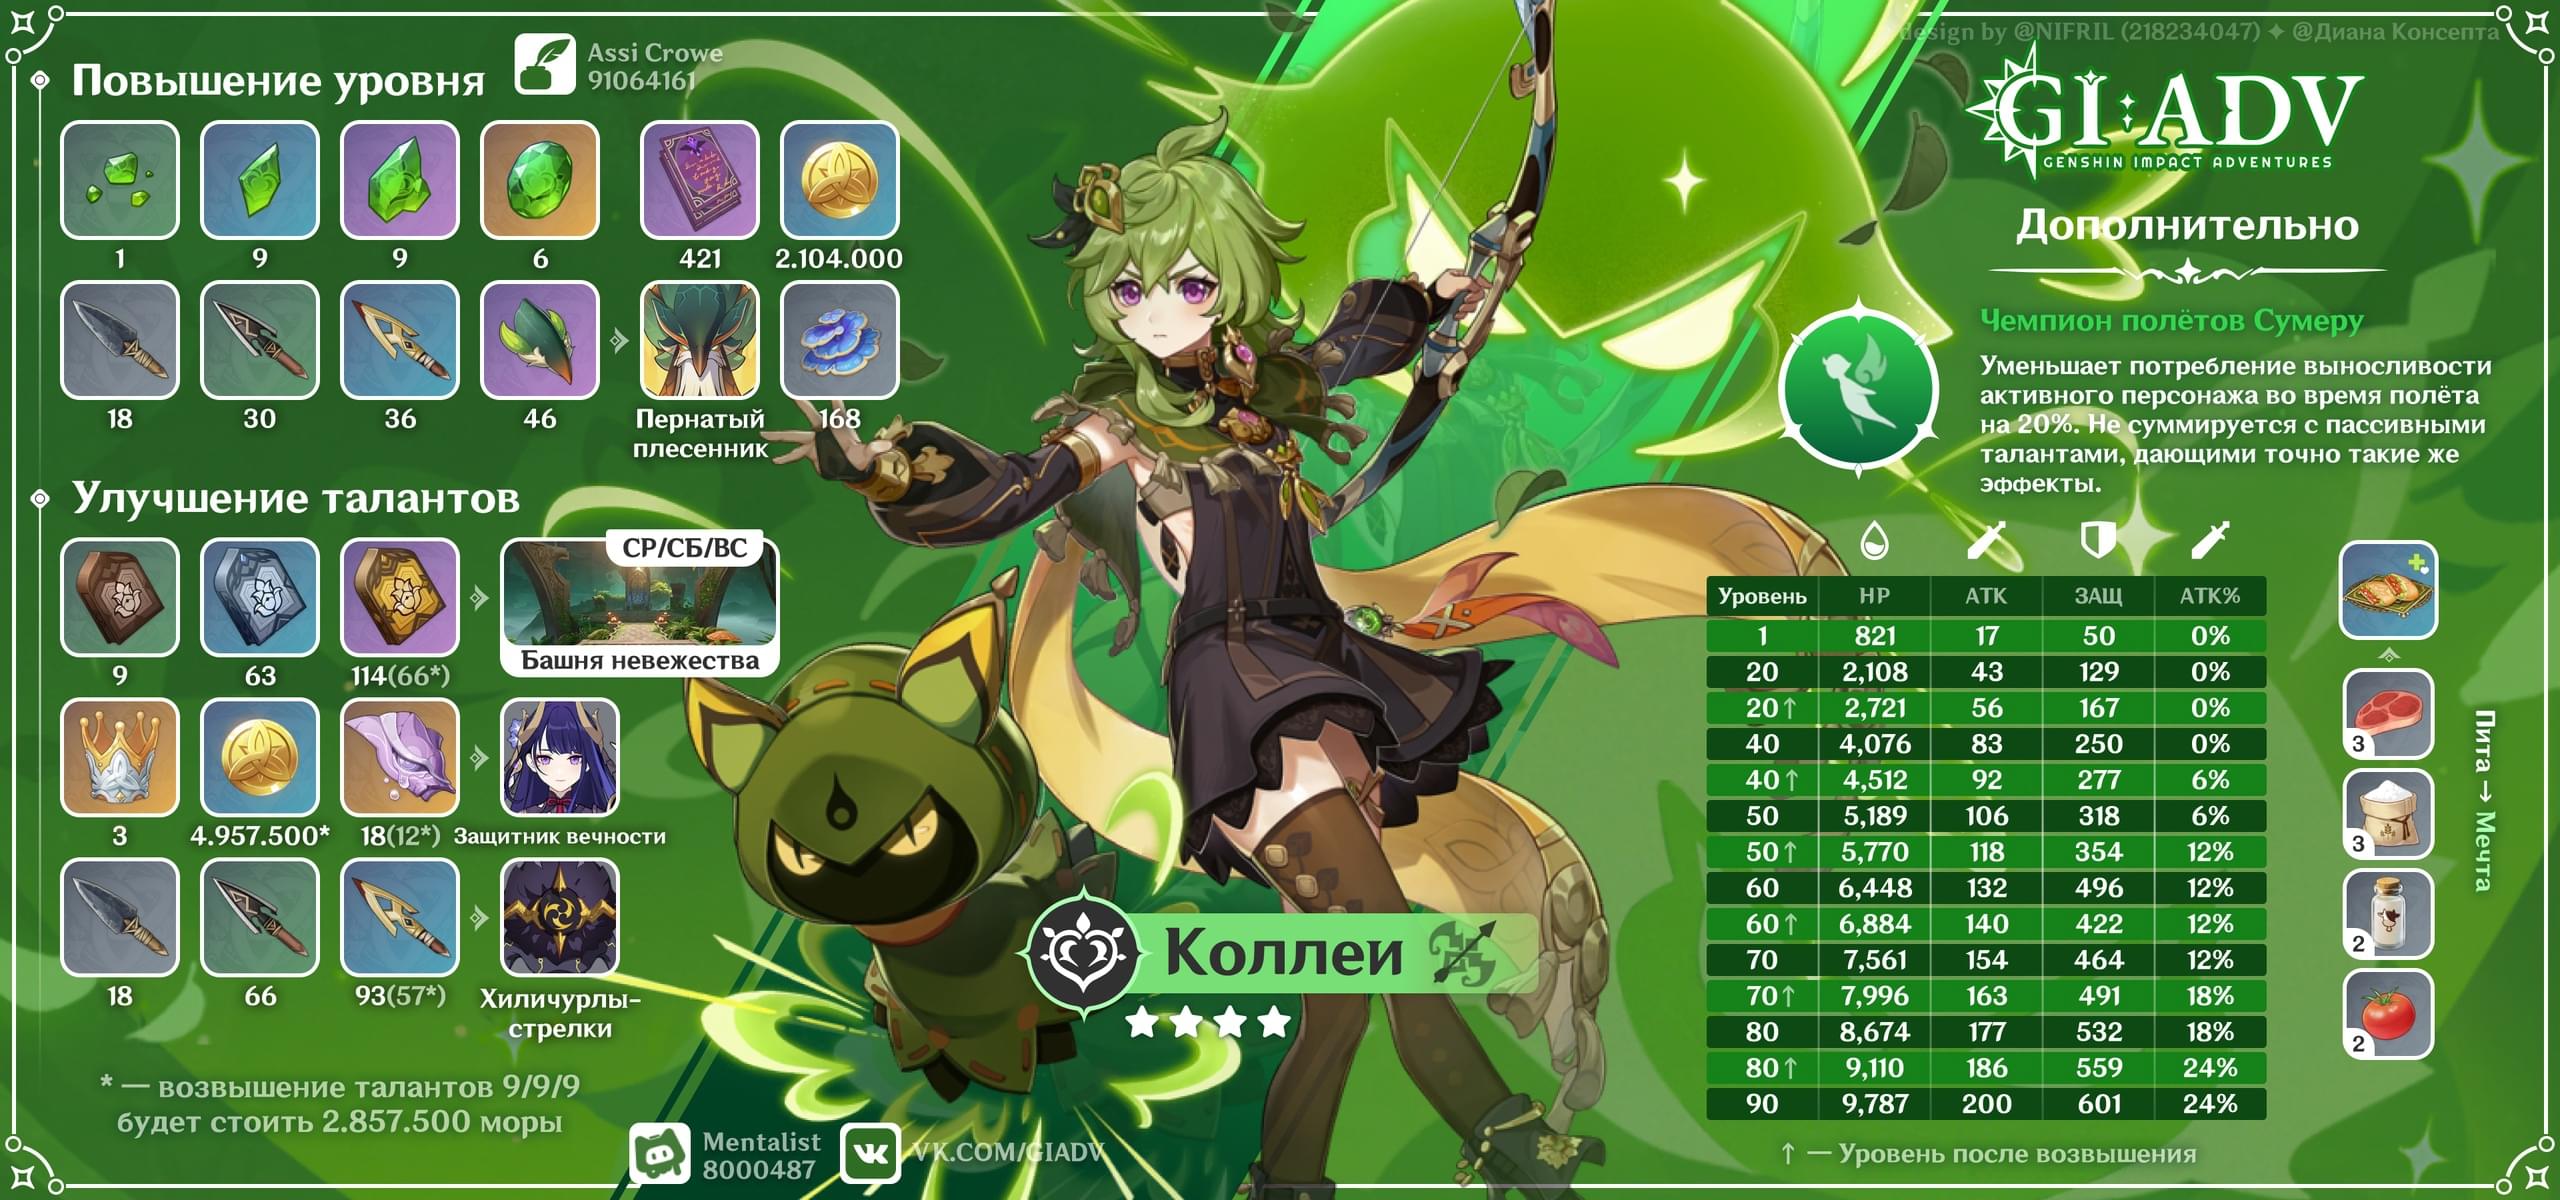 design by @NIFRIL (218234047) ✦ @Диана Консепта
Повышение уровня
Assi Crowe
91064161
1
9
9
6
421
2.104.000
18
30
36
46
Пернатый
плесенник
168
Улучшение талантов
9
63
114(66*)
СР/СБ/ВС
Башня невежества
3
4.957.500*
18(12*)
Защитник вечности
18
66
93(57*)
Хиличурлы-
стрелки
* — возвышение талантов 9/9/9
будет стоить 2.857.500 моры
Mentalist
8000487
VK.COM/GIADV
Коллеи
GI:ADV
GENSHIN IMPACT ADVENTURES
Дополнительно
Чемпион полётов Сумеру
Уменьшает потребление выносливости
активного персонажа во время полёта
на 20%. Не суммируется с пассивными
талантами, дающими точно такие же
эффекты.
Уровень HP АТК ЗАЩ АТК%
1 821 17 50 0%
20 2,108 43 129 0%
20↑ 2,721 56 167 0%
40 4,076 83 250 0%
40↑ 4,512 92 277 6%
50 5,189 106 318 6%
50↑ 5,770 118 354 12%
60 6,448 132 496 12%
60↑ 6,884 140 422 12%
70 7,561 154 464 12%
70↑ 7,996 163 491 18%
80 8,674 177 532 18%
80↑ 9,110 186 559 24%
90 9,787 200 601 24%
↑ — Уровень после возвышения
3
3
2
2
Пита → Мечта